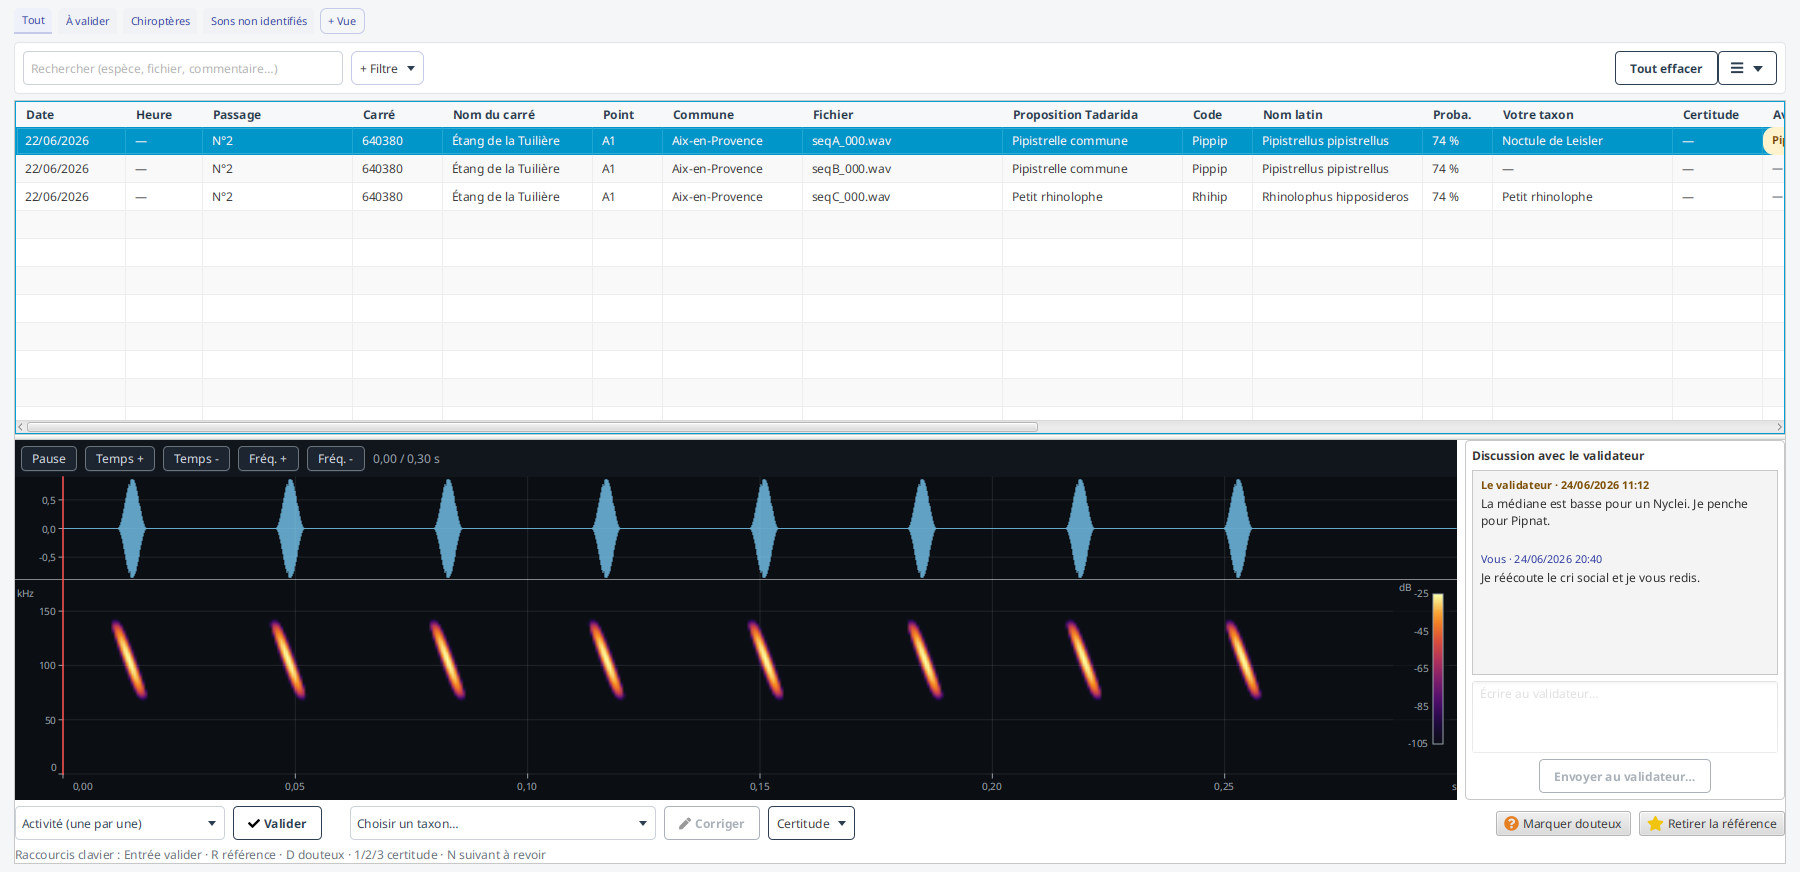 Tout À valider Chiroptères Sons non identifiés + Vue
Rechercher (espèce, fichier, commentaire...) + Filtre Tout effacer
Date Heure Passage Carré Nom du carré Point Commune Fichier Proposition Tadarida Code Nom latin Proba. Votre taxon Certitude
22/06/2026 — N°2 640380 Étang de la Tuilière A1 Aix-en-Provence seqA_000.wav Pipistrelle commune Pippip Pipistrellus pipistrellus 74 % Noctule de Leisler —
22/06/2026 — N°2 640380 Étang de la Tuilière A1 Aix-en-Provence seqB_000.wav Pipistrelle commune Pippip Pipistrellus pipistrellus 74 % — — —
22/06/2026 — N°2 640380 Étang de la Tuilière A1 Aix-en-Provence seqC_000.wav Petit rhinolophe Rhihip Rhinolophus hipposideros 74 % Petit rhinolophe — —
Pause Temps + Temps - Fréq. + Fréq. - 0,00 / 0,30 s
0,5
0,0
-0,5
kHz
150
100
50
0
0,00 0,05 0,10 0,15 0,20 0,25 s
dB -25
-45
-65
-85
-105
Discussion avec le validateur
Le validateur · 24/06/2026 11:12
La médiane est basse pour un Nyclei. Je penche
pour Pipnat.
Vous · 24/06/2026 20:40
Je réécoute le cri social et je vous redis.
Écrire au validateur...
Envoyer au validateur...
Activité (une par une) Valider Choisir un taxon... Corriger Certitude Marquer douteux Retirer la référence
Raccourcis clavier : Entrée valider · R référence · D douteux · 1/2/3 certitude · N suivant à revoir